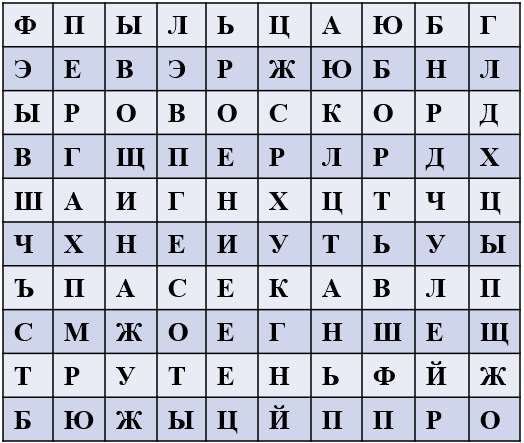 Ф П Ы Л Ь Ц А Ю Б Г
Э Е В Э Р Ж Ю Б Н Л
Ы Р О В О С К О Р Д
В Г Щ П Е Р Л Р Д Х
Ш А И Г Н Х Ц Т Ч Ц
Ч Х Н Е И У Т Ь У Ы
Ъ П А С Е К А В Л П
С М Ж О Е Г Н Ш Е Щ
Т Р У Т Е Н Ь Ф Й Ж
Б Ю Ж Ы Ц Й П П Р О